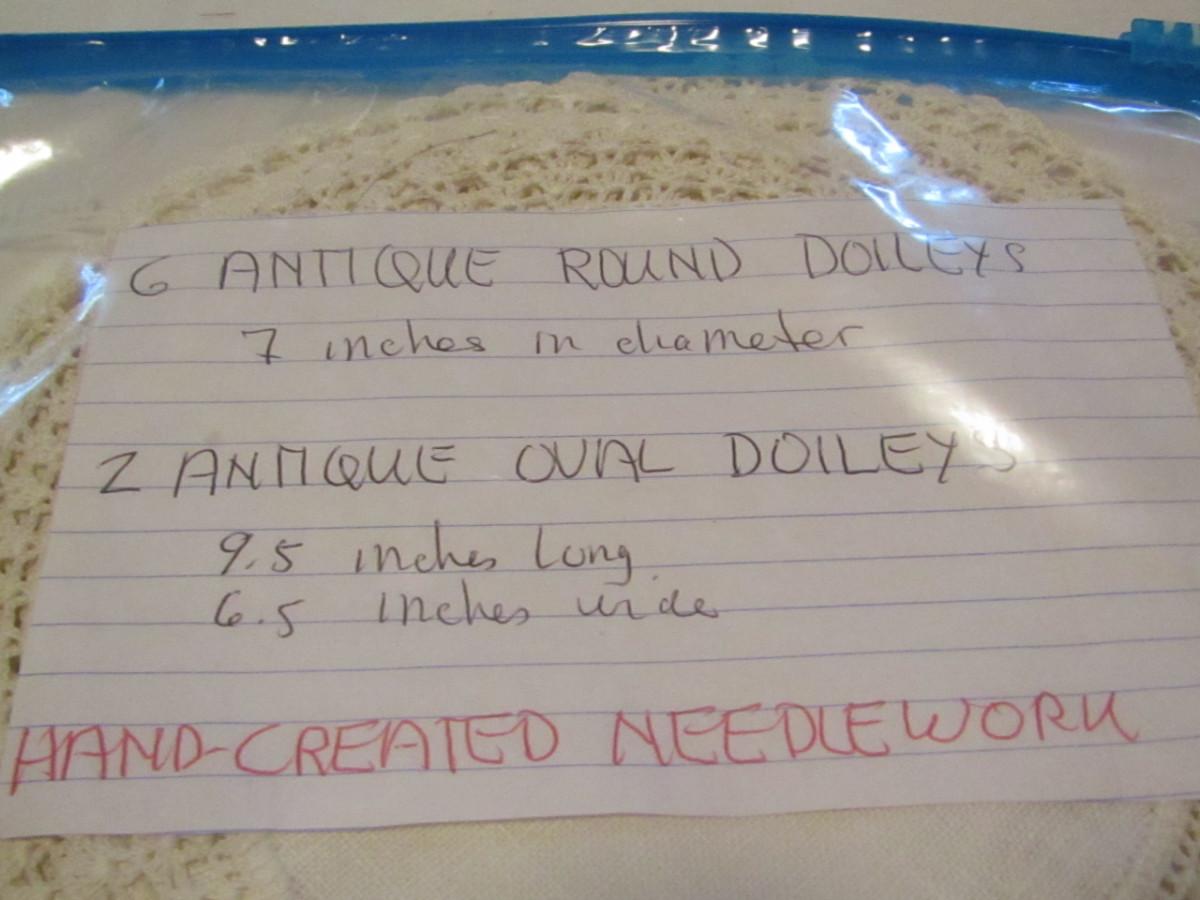 6 ANTIQUE ROUND DOILEYS
7 inches in diameter
2 ANTIQUE OVAL DOILEYS
9.5 inches long
6.5 inches wide
HAND-CREATED NEEDLEWORK